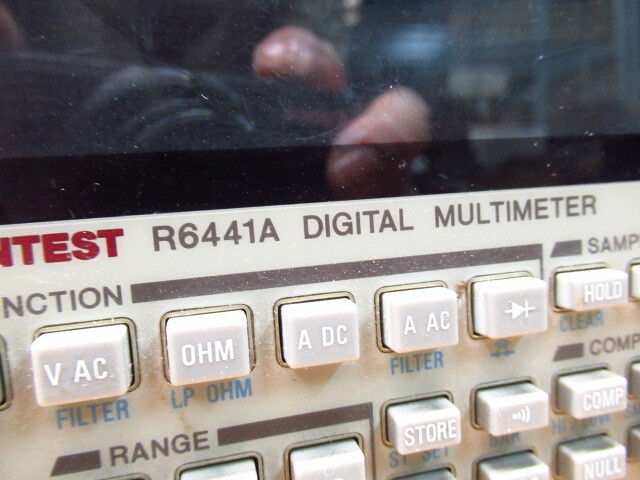 NTEST R6441A DIGITAL MULTIMETER
NCTION
SAMP
V AC
OHM
A DC
A AC
HOLD
FILTER
LP OHM
FILTER
CLEAR
COMP
RANGE
STORE
COMP
NULL